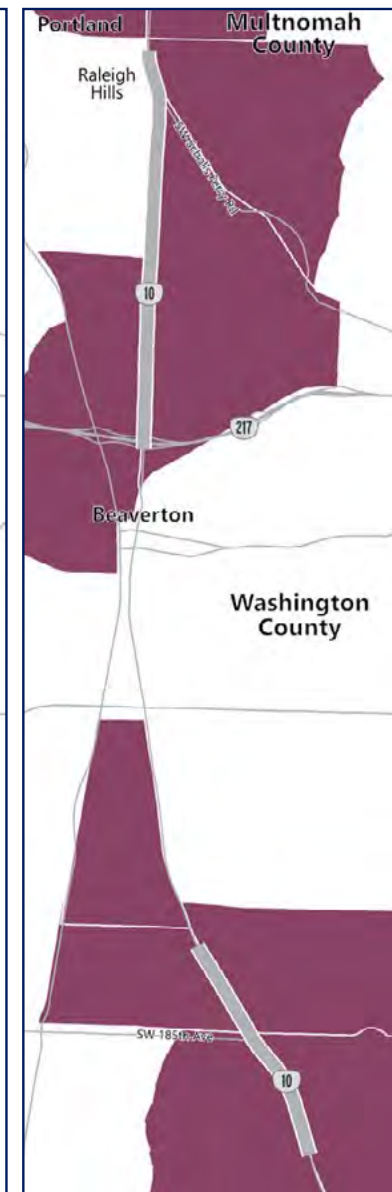 Portland
Multnomah
County
Raleigh
Hills
10
217
Beaverton
Washington
County
SW 185th Ave
10